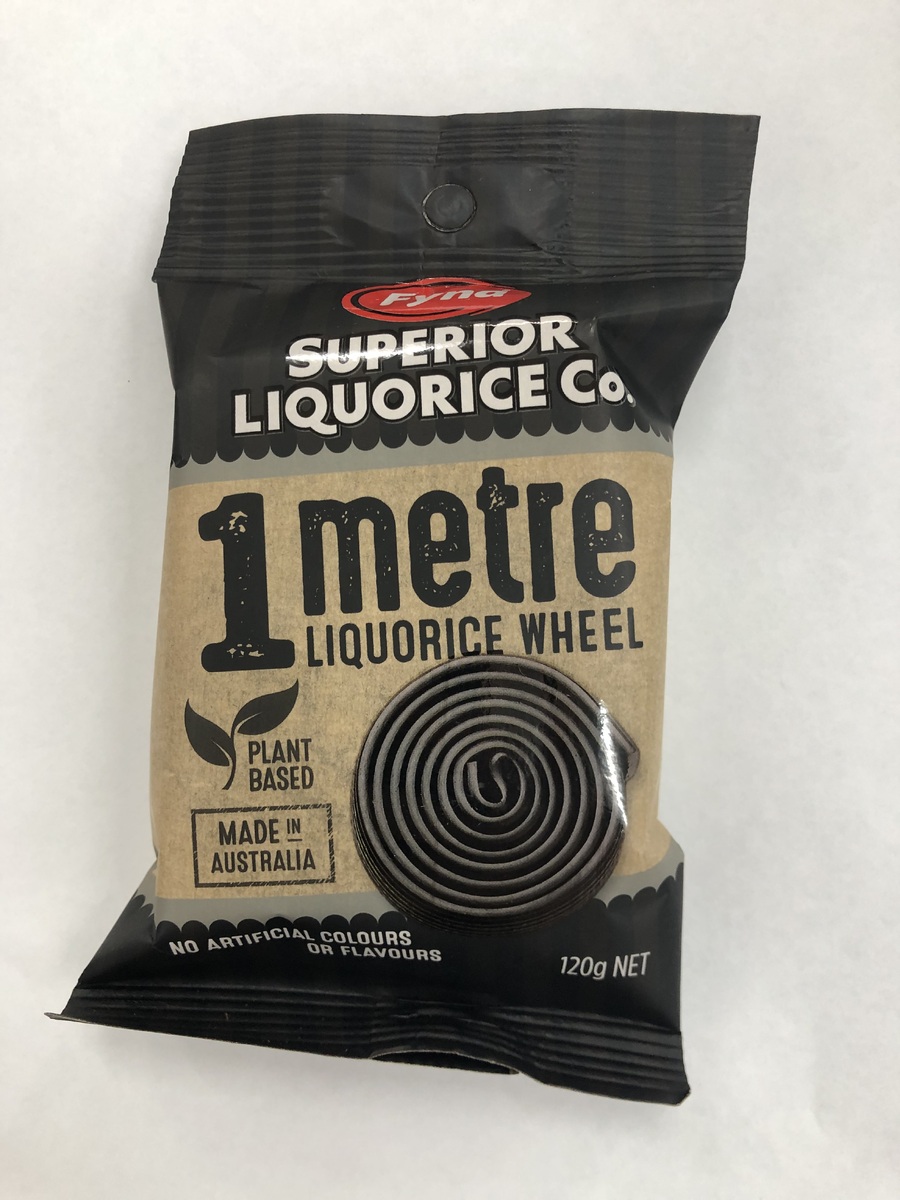 Fyna
SUPERIOR
LIQUORICE Co.
1 metre
LIQUORICE WHEEL
PLANT
BASED
MADE IN
AUSTRALIA
NO ARTIFICIAL COLOURS
OR FLAVOURS
120g NET